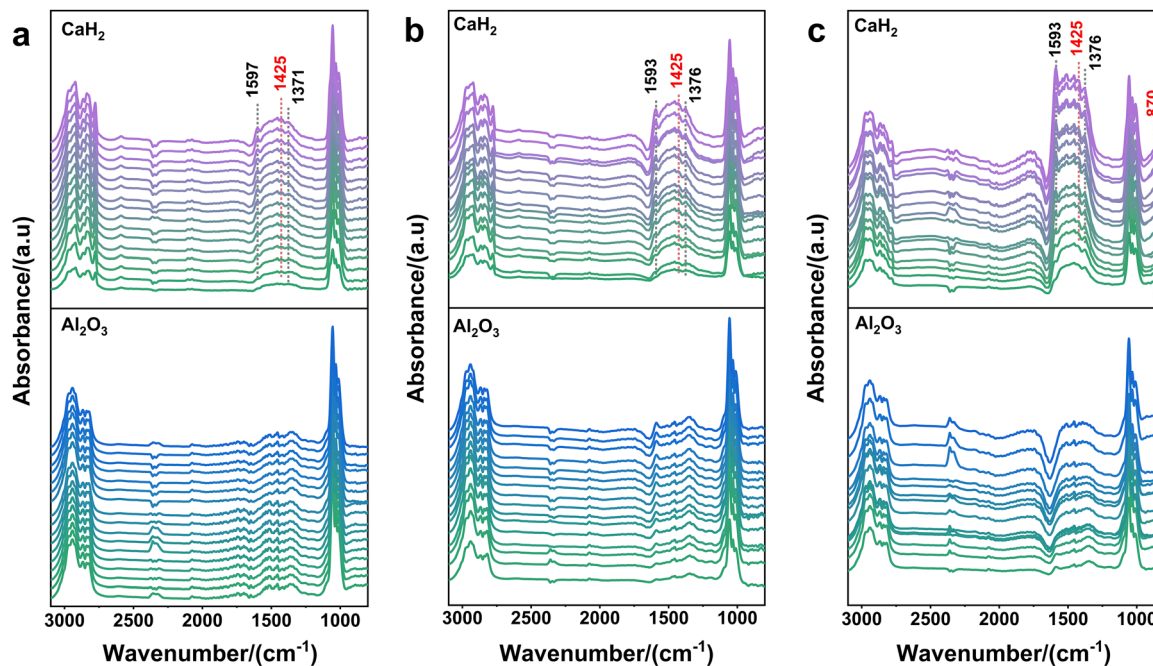 a
CaH₂
1597
1425
1371
Al₂O₃
Absorbance/(a.u)
3000 2500 2000 1500 1000
Wavenumber/(cm⁻¹)
b
CaH₂
1593
1425
1376
Al₂O₃
Absorbance/(a.u)
3000 2500 2000 1500 1000
Wavenumber/(cm⁻¹)
c
CaH₂
1593
1425
1376
Al₂O₃
Absorbance/(a.u)
3000 2500 2000 1500 1000
Wavenumber/(cm⁻¹)